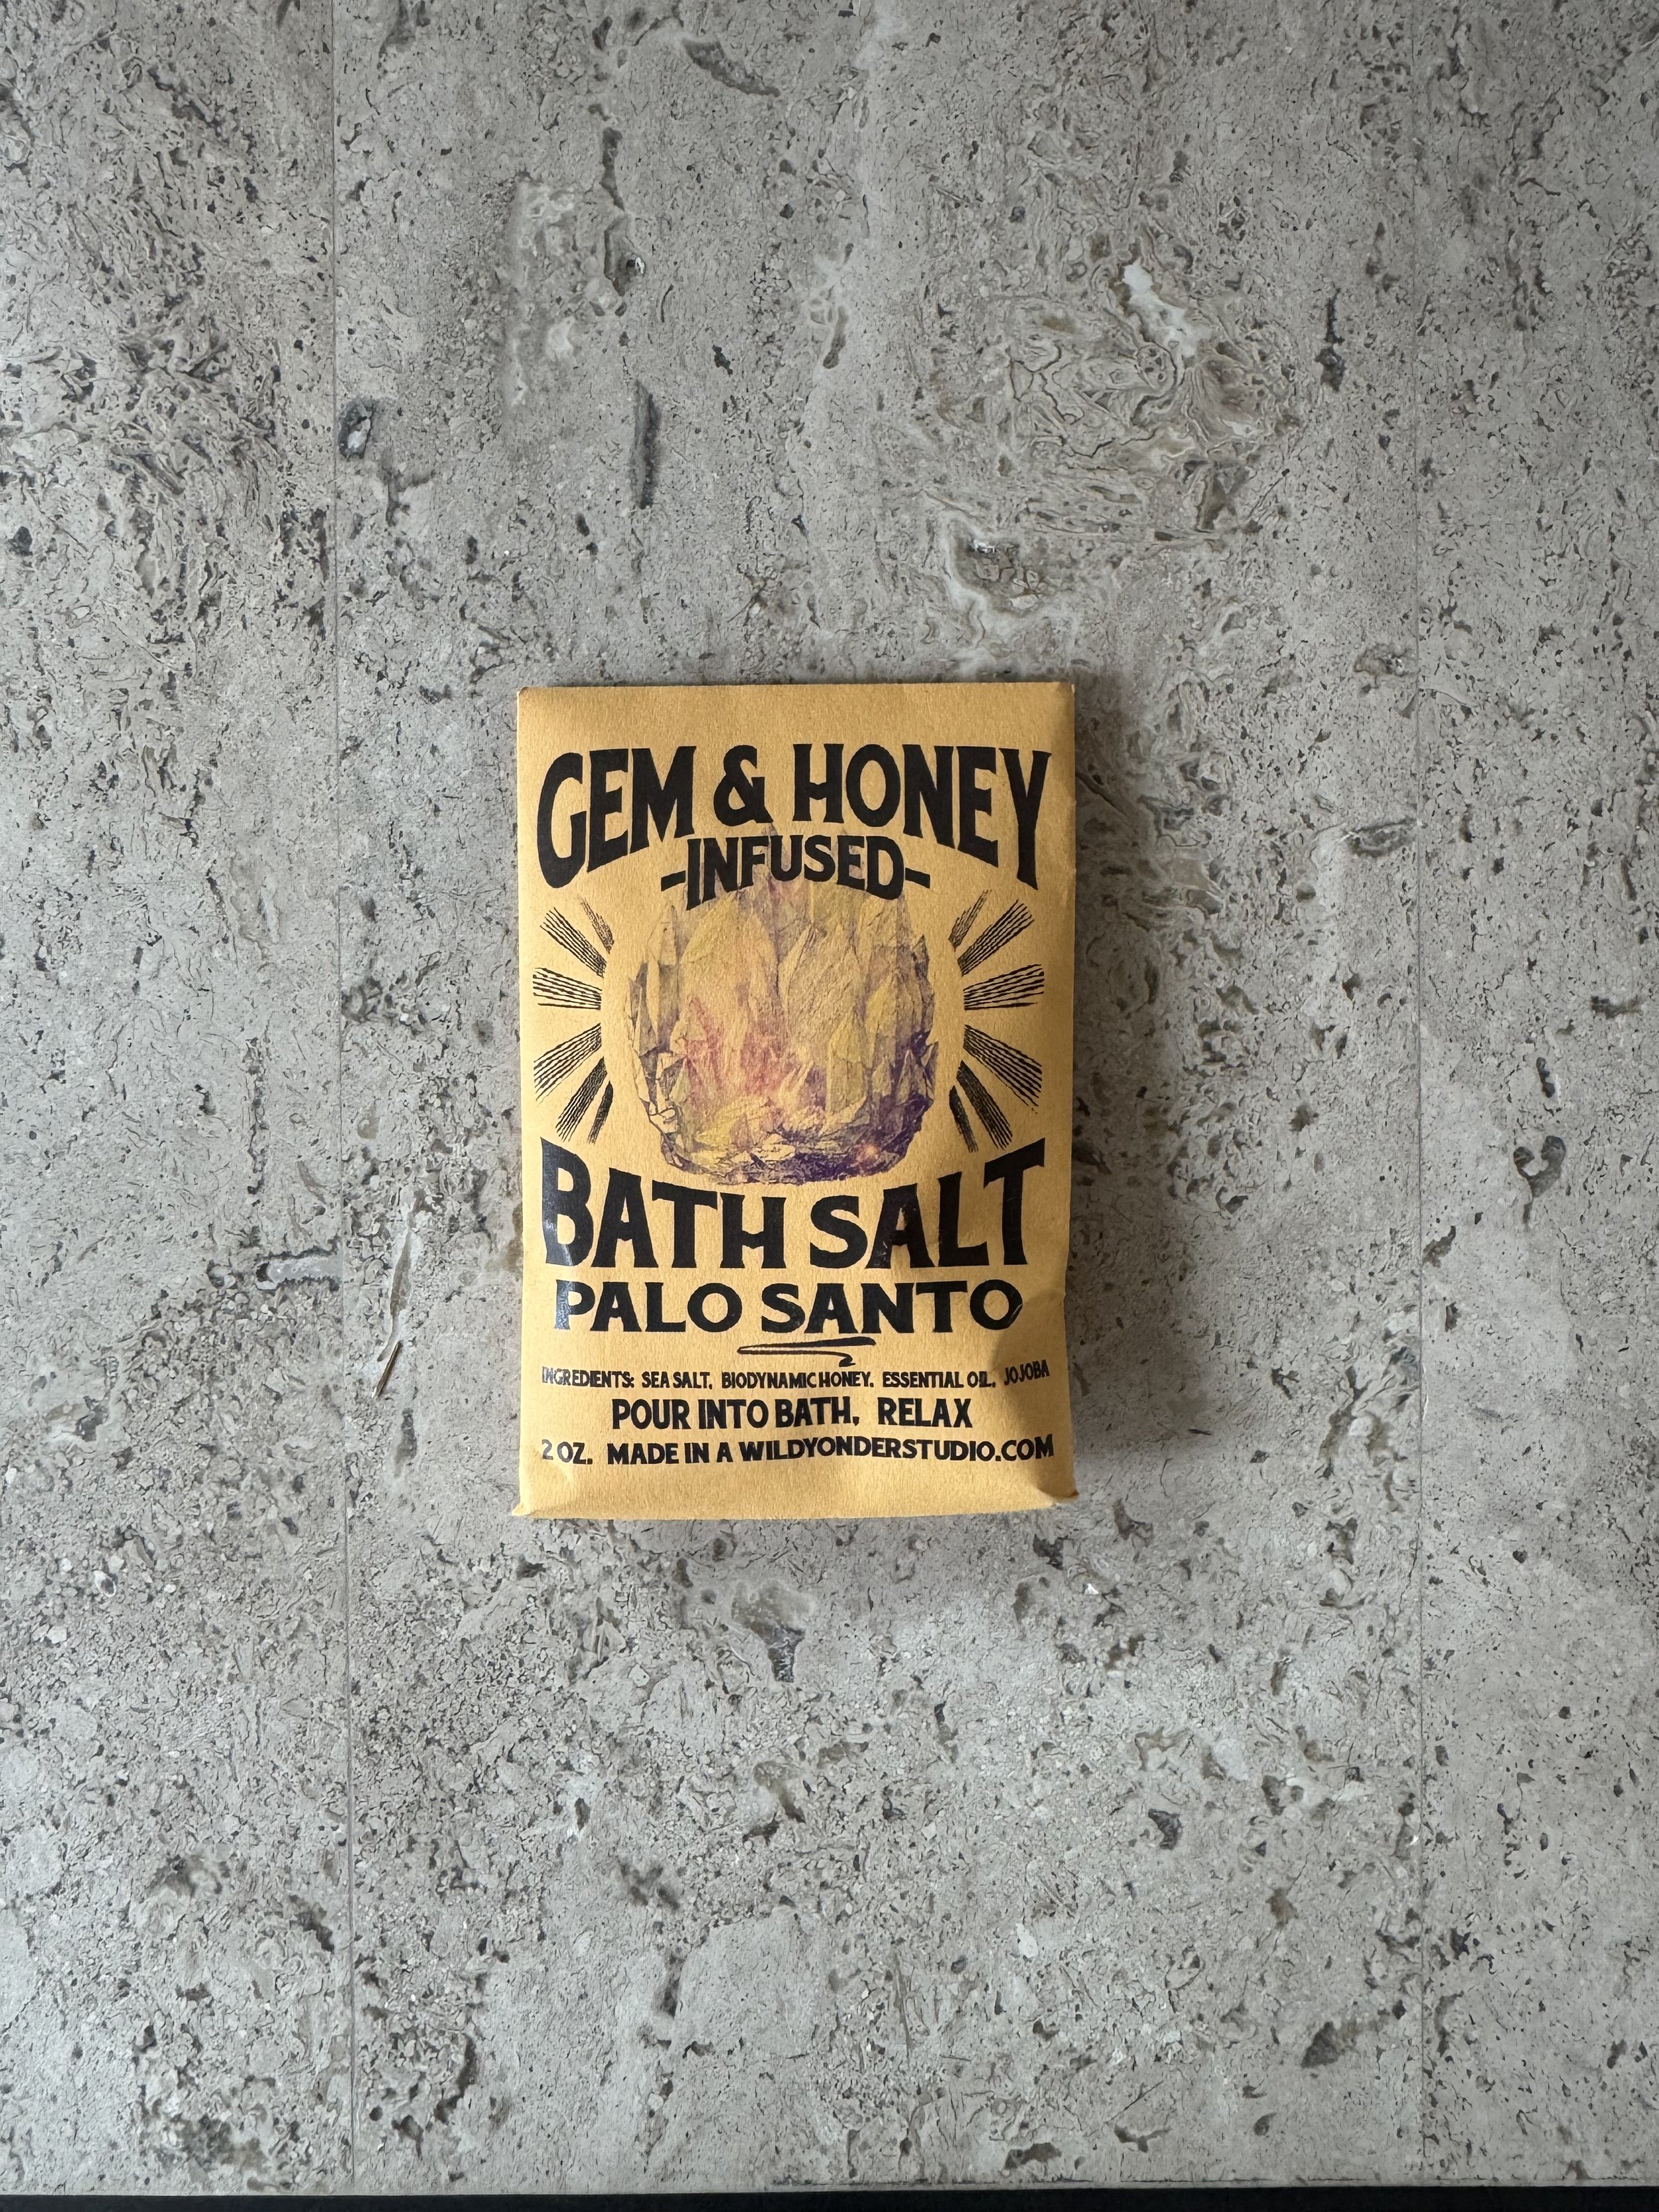 GEM & HONEY
-INFUSED-
BATH SALT
PALO SANTO
INGREDIENTS: SEA SALT, BIODYNAMIC HONEY, ESSENTIAL OIL, JOJOBA
POUR INTO BATH, RELAX
2 OZ. MADE IN A WILDYONDERSTUDIO.COM